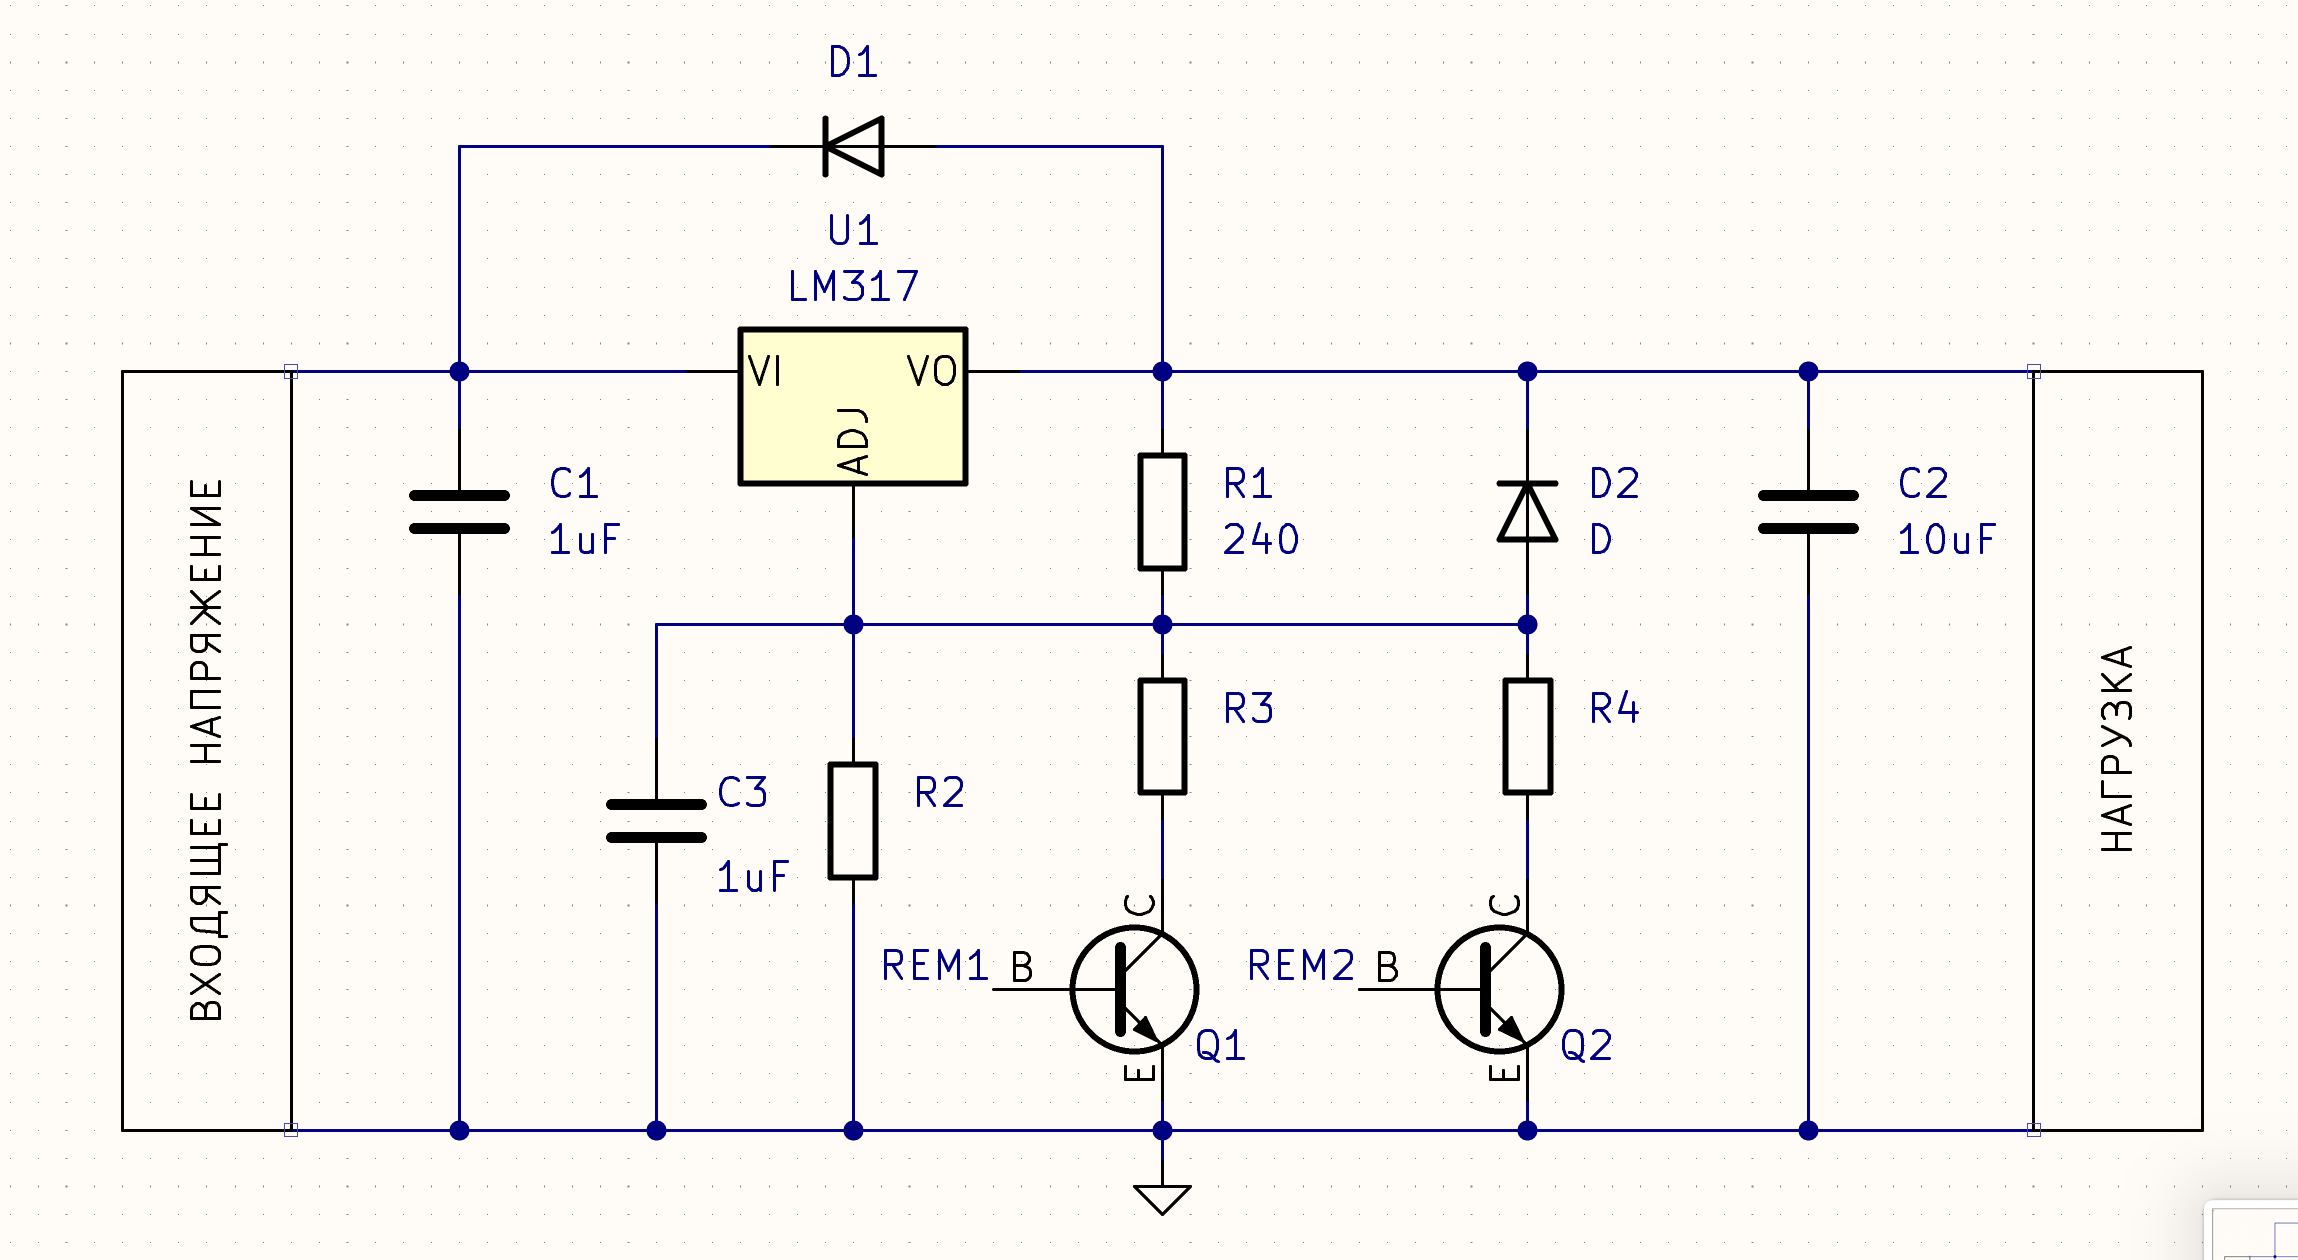 D1
U1
LM317
VI
VO
ADJ
C1
1uF
R1
240
D2
D
C2
10uF
ВХОДЯЩЕЕ НАПРЯЖЕНИЕ
НАГРУЗКА
R3
R4
C3
1uF
R2
C
C
REM1
B
REM2
B
Q1
Q2
E
E